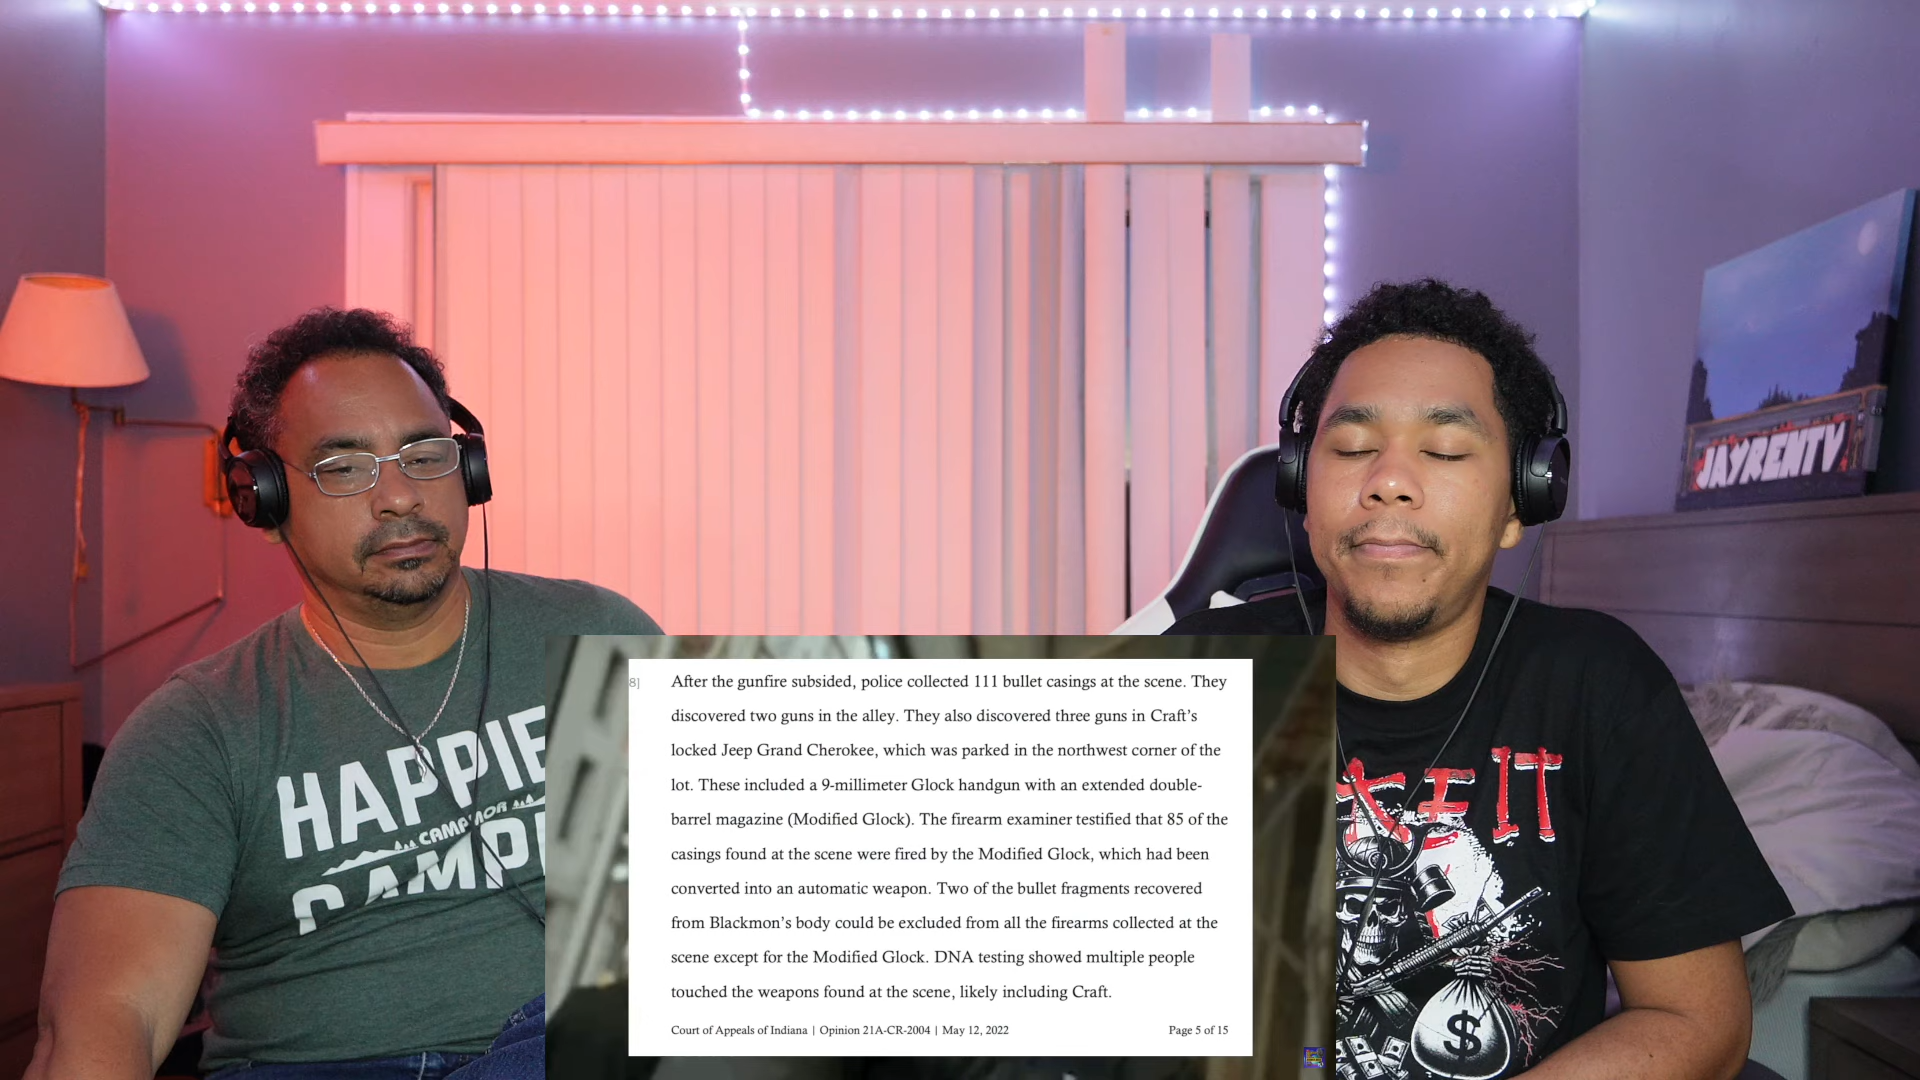 JAYRENTV
HAPPIE
CAMP
8]
After the gunfire subsided, police collected 111 bullet casings at the scene. They
discovered two guns in the alley. They also discovered three guns in Craft’s
locked Jeep Grand Cherokee, which was parked in the northwest corner of the
lot. These included a 9-millimeter Glock handgun with an extended double-
barrel magazine (Modified Glock). The firearm examiner testified that 85 of the
casings found at the scene were fired by the Modified Glock, which had been
converted into an automatic weapon. Two of the bullet fragments recovered
from Blackmon’s body could be excluded from all the firearms collected at the
scene except for the Modified Glock. DNA testing showed multiple people
touched the weapons found at the scene, likely including Craft.
Court of Appeals of Indiana | Opinion 21A-CR-2004 | May 12, 2022
Page 5 of 15
$